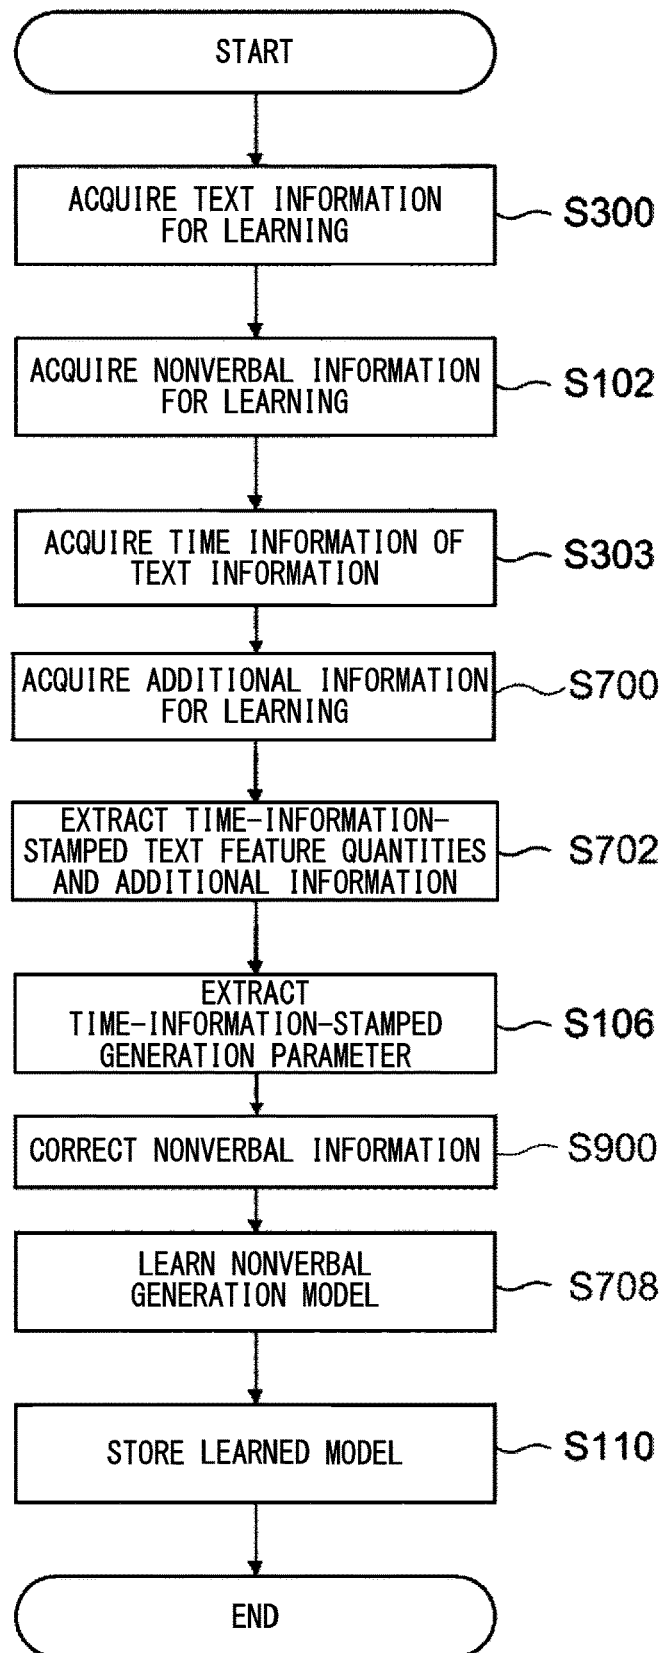 START
ACQUIRE TEXT INFORMATION
FOR LEARNING
S300
ACQUIRE NONVERBAL INFORMATION
FOR LEARNING
S102
ACQUIRE TIME INFORMATION OF
TEXT INFORMATION
S303
ACQUIRE ADDITIONAL INFORMATION
FOR LEARNING
S700
EXTRACT TIME-INFORMATION-
STAMPED TEXT FEATURE QUANTITIES
AND ADDITIONAL INFORMATION
S702
EXTRACT
TIME-INFORMATION-STAMPED
GENERATION PARAMETER
S106
CORRECT NONVERBAL INFORMATION
S900
LEARN NONVERBAL
GENERATION MODEL
S708
STORE LEARNED MODEL
S110
END